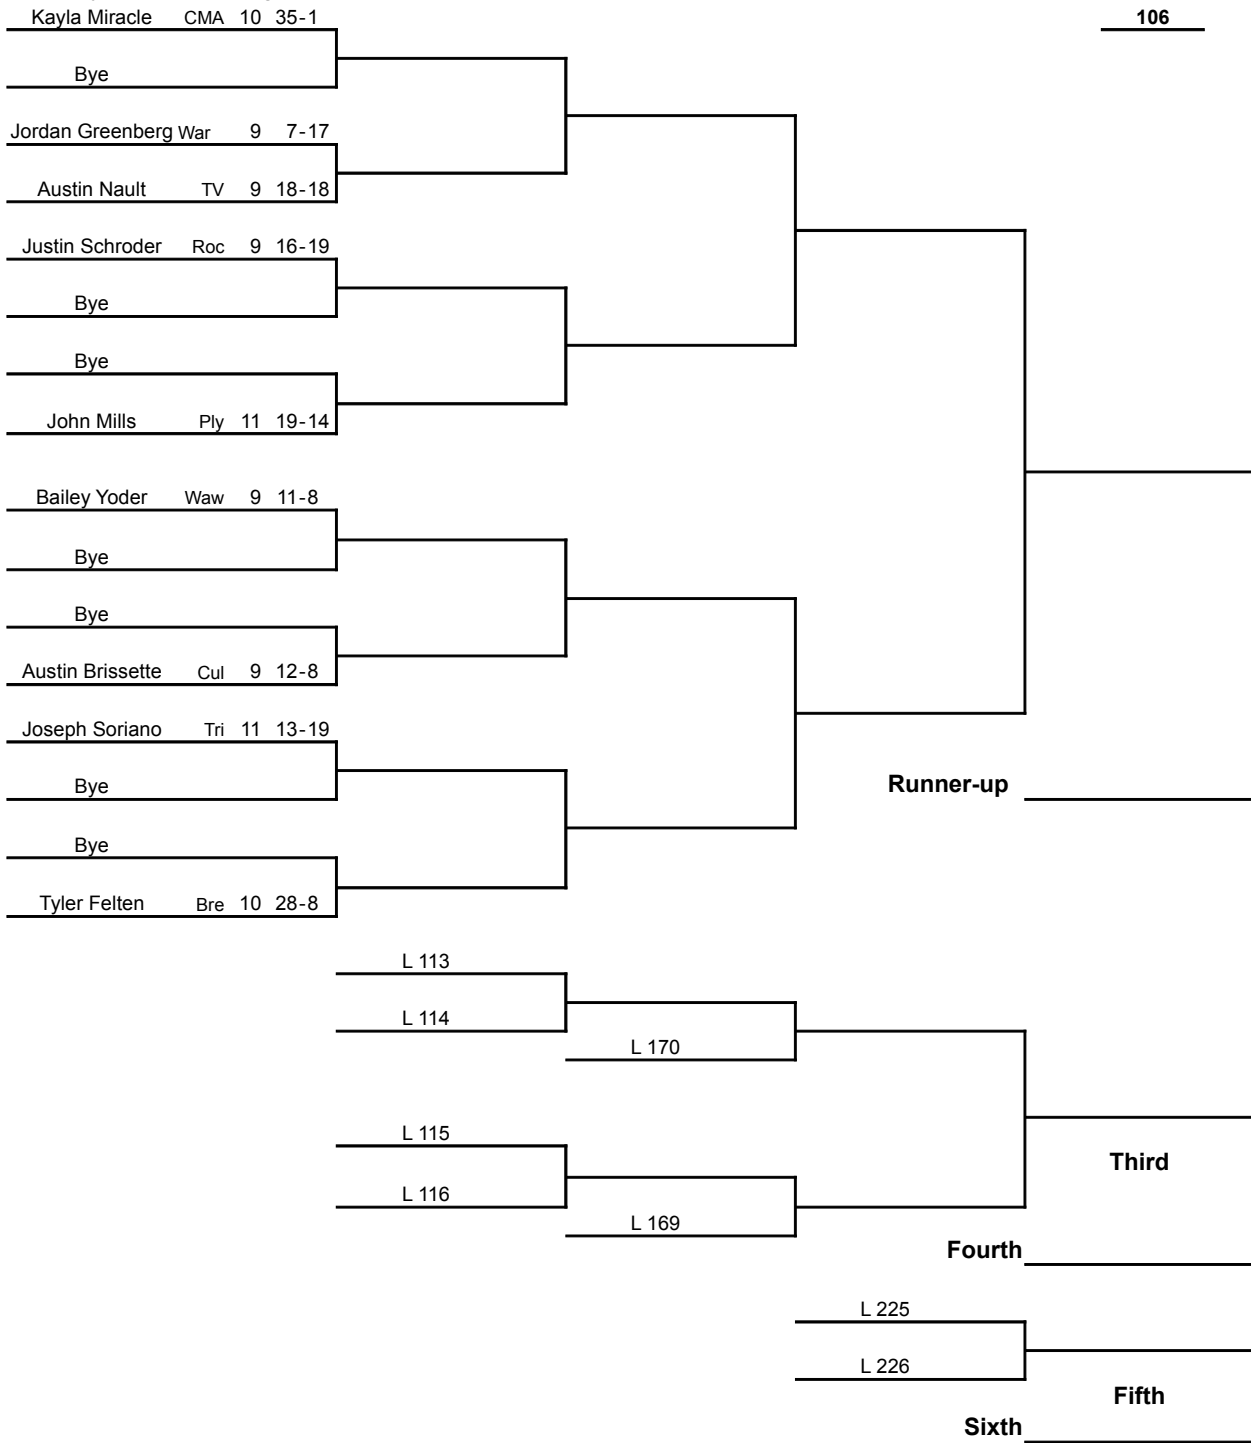 Kayla Miracle CMA 10 35-1
106
Bye
Jordan Greenberg War 9 7-17
Austin Nault TV 9 18-18
Justin Schroder Roc 9 16-19
Bye
Bye
John Mills Ply 11 19-14
Bailey Yoder Waw 9 11-8
Bye
Bye
Austin Brissette Cul 9 12-8
Joseph Soriano Tri 11 13-19
Bye
Runner-up
Bye
Tyler Felten Bre 10 28-8
L 113
L 114
L 170
L 115
Third
L 116
L 169
Fourth
L 225
L 226
Fifth
Sixth